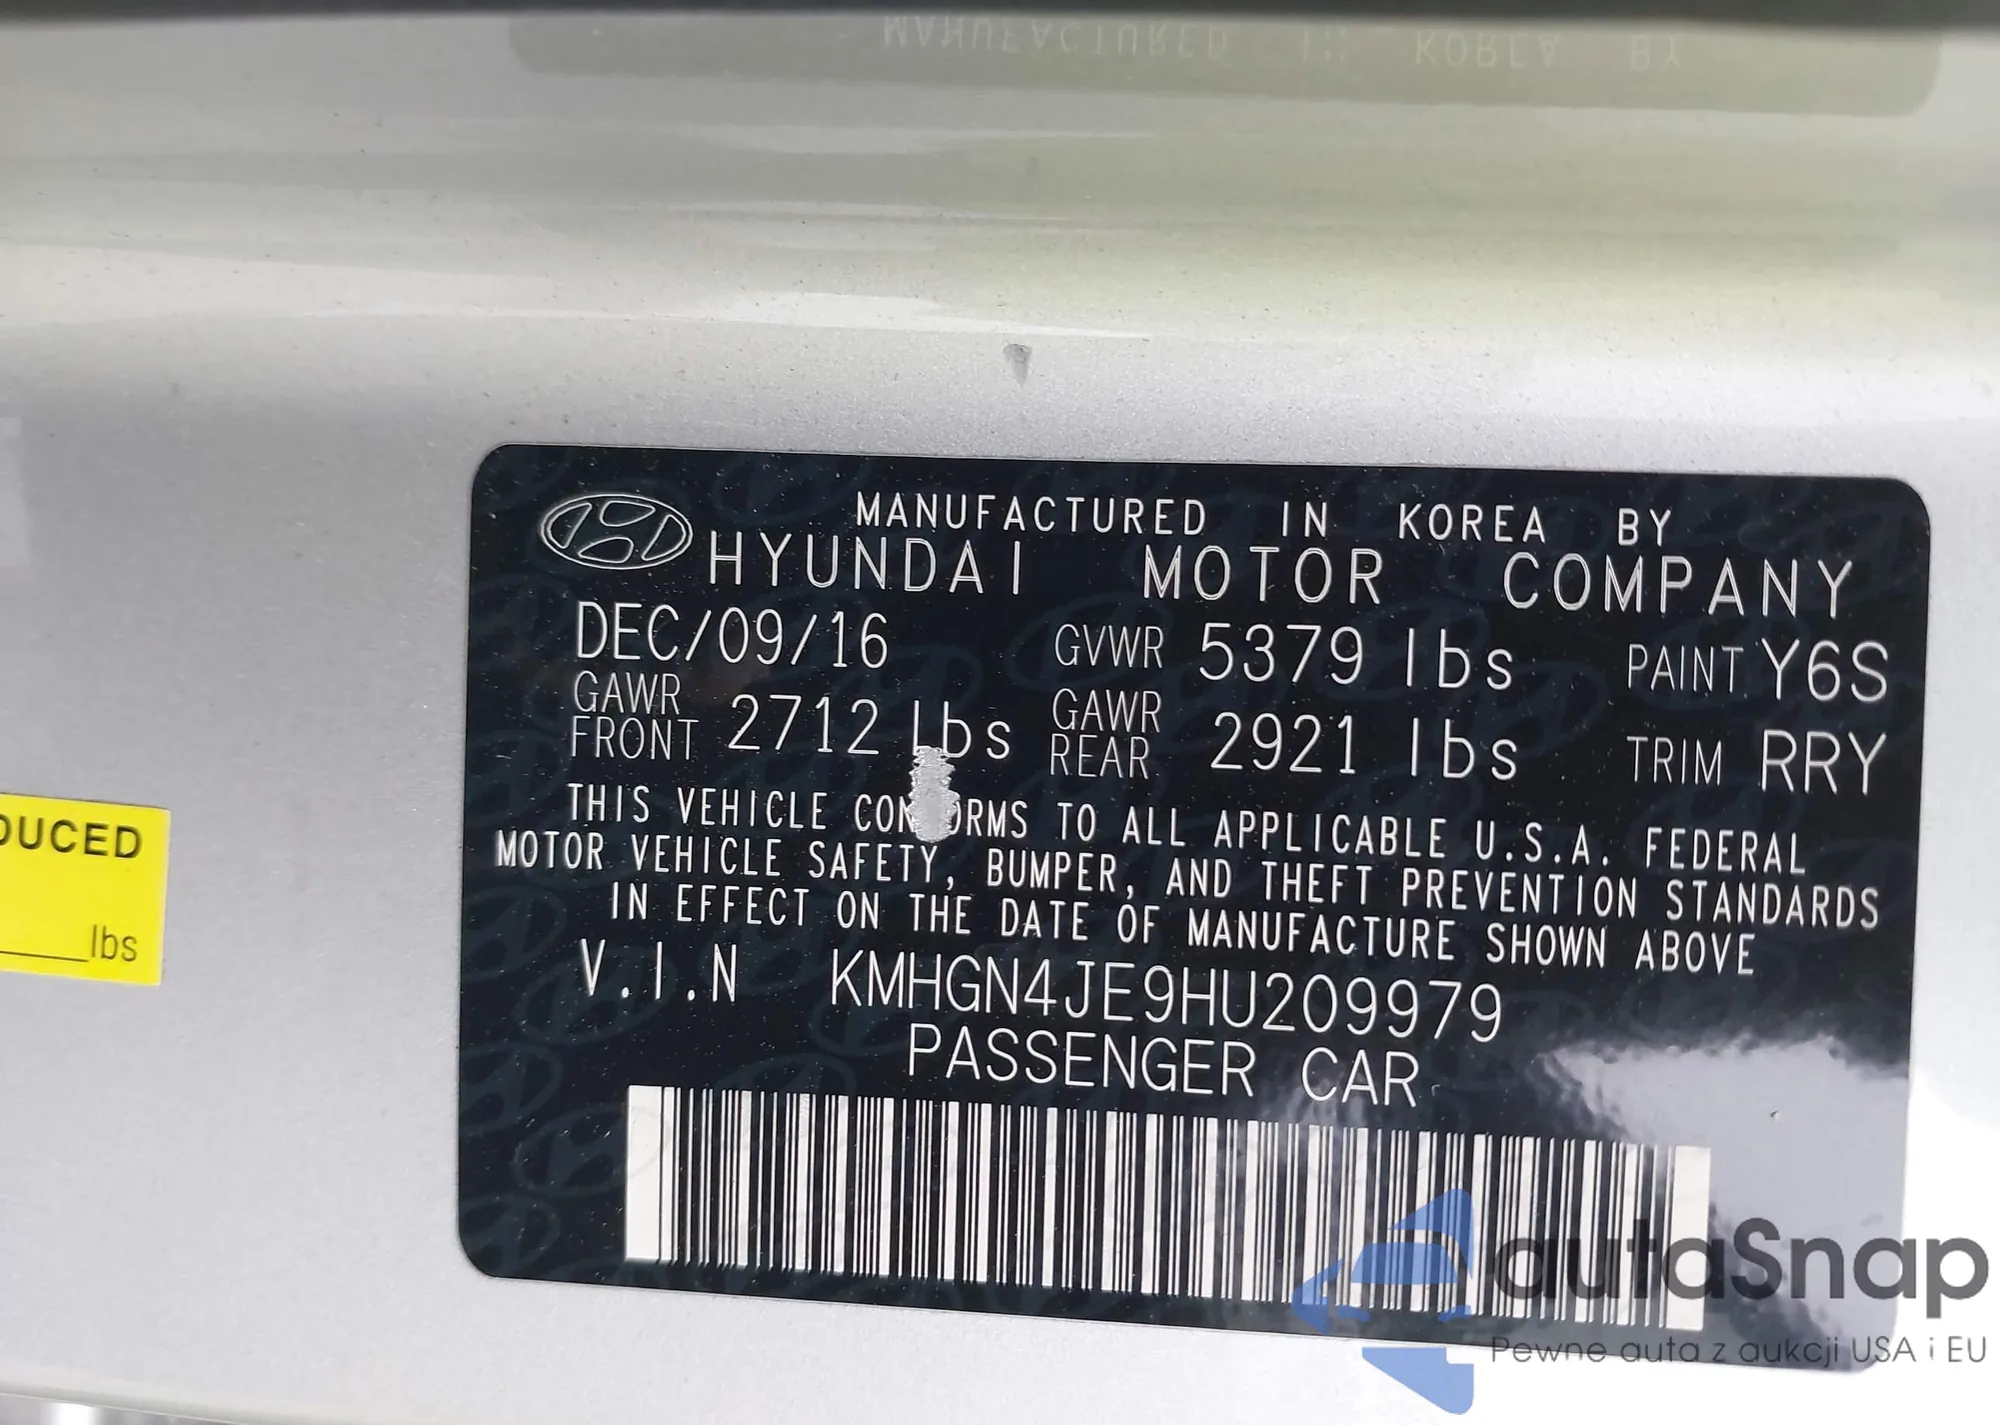 MANUFACTURED IN KOREA BY
HYUNDAI MOTOR COMPANY
DEC/09/16 GVWR 5379 lbs PAINT Y6S
GAWR FRONT 2712 lbs GAWR REAR 2921 lbs TRIM RRY
THIS VEHICLE CONFORMS TO ALL APPLICABLE U.S.A. FEDERAL
MOTOR VEHICLE SAFETY, BUMPER, AND THEFT PREVENTION STANDARDS
IN EFFECT ON THE DATE OF MANUFACTURE SHOWN ABOVE
V.I.N KMHGN4JE9HU209979
PASSENGER CAR
DUCED
lbs
autaSnap
Pewne auta z aukcji USA i EU